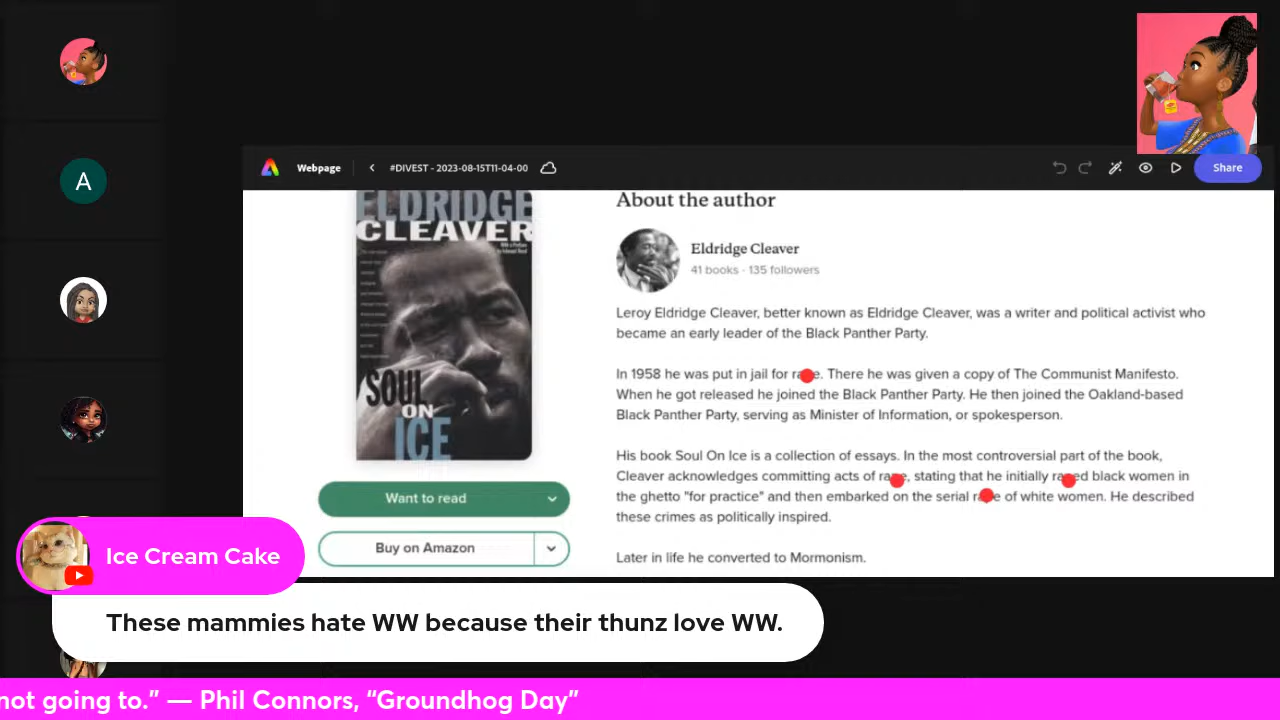 A
Webpage
#DIVEST - 2023-08-15T11-04-00
Share
ELDRIDGE
CLEAVER
SOUL
ON
ICE
Want to read
Buy on Amazon
About the author
Eldridge Cleaver
41 books · 135 followers
Leroy Eldridge Cleaver, better known as Eldridge Cleaver, was a writer and political activist who
became an early leader of the Black Panther Party.
In 1958 he was put in jail for ra e. There he was given a copy of The Communist Manifesto.
When he got released he joined the Black Panther Party. He then joined the Oakland-based
Black Panther Party, serving as Minister of Information, or spokesperson.
His book Soul On Ice is a collection of essays. In the most controversial part of the book,
Cleaver acknowledges committing acts of ra e, stating that he initially ra ed black women in
the ghetto "for practice" and then embarked on the serial ra e of white women. He described
these crimes as politically inspired.
Later in life he converted to Mormonism.
Ice Cream Cake
These mammies hate WW because their thunz love WW.
not going to.” — Phil Connors, “Groundhog Day”